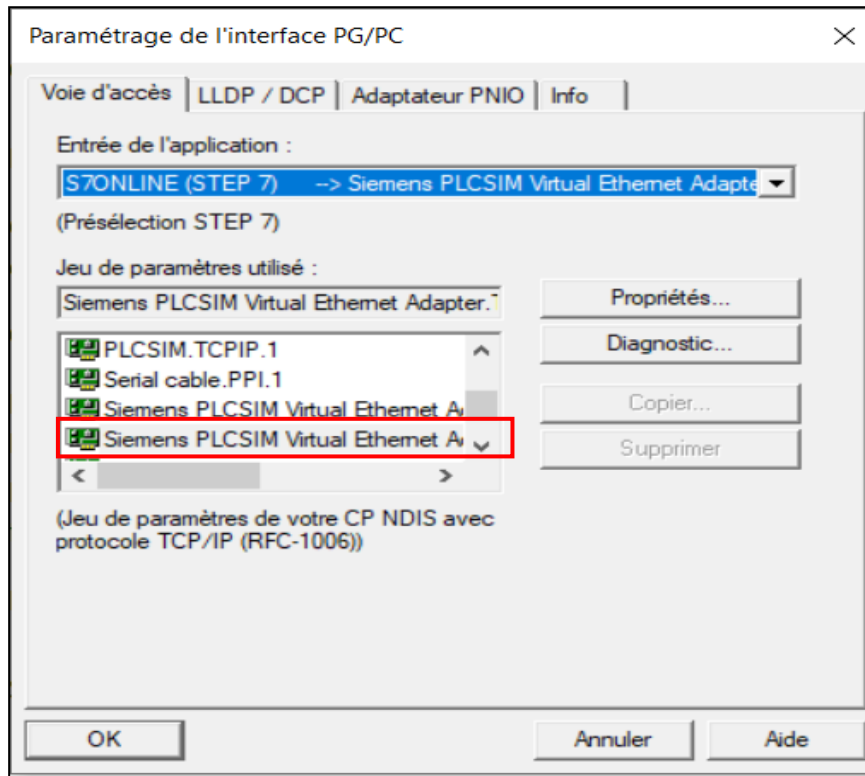 Paramétrage de l'interface PG/PC
Voie d'accès
LLDP / DCP
Adaptateur PNIO
Info
Entrée de l'application :
S7ONLINE (STEP 7) --> Siemens PLCSIM Virtual Ethernet Adapte
(Présélection STEP 7)
Jeu de paramètres utilisé :
Siemens PLCSIM Virtual Ethernet Adapter.T
Propriétés...
PLCSIM.TCPIP.1
Diagnostic...
Serial cable.PPI.1
Siemens PLCSIM Virtual Ethernet A
Copier...
Siemens PLCSIM Virtual Ethernet A
Supprimer
(Jeu de paramètres de votre CP NDIS avec
protocole TCP/IP (RFC-1006))
OK
Annuler
Aide